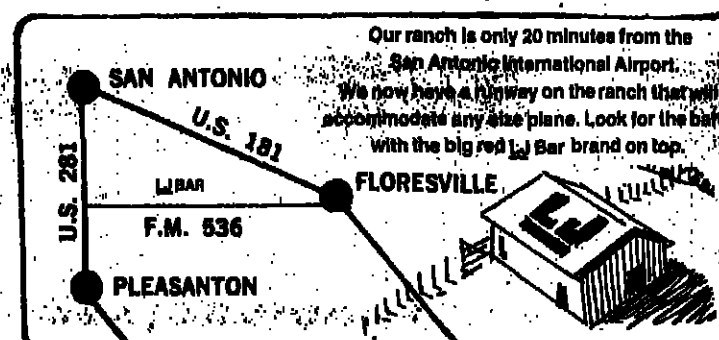 Our ranch is only 20 minutes from the
San Antonio International Airport.
We now have a runway on the ranch that will
accommodate any size plane. Look for the barn
with the big red LJ Bar brand on top.
SAN ANTONIO
U.S. 181
U.S. 281
LJ BAR
FLORESVILLE
F.M. 536
LJ
PLEASANTON